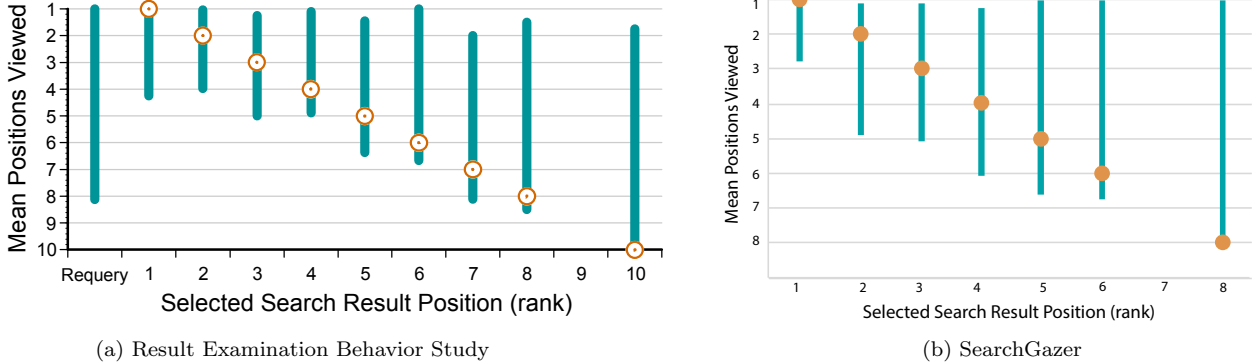 Mean Positions Viewed
1
2
3
4
5
6
7
8
9
10
Requery 1 2 3 4 5 6 7 8 9 10
Selected Search Result Position (rank)
(a) Result Examination Behavior Study
Mean Positions Viewed
1
2
3
4
5
6
7
8
1 2 3 4 5 6 7 8
Selected Search Result Position (rank)
(b) SearchGazer